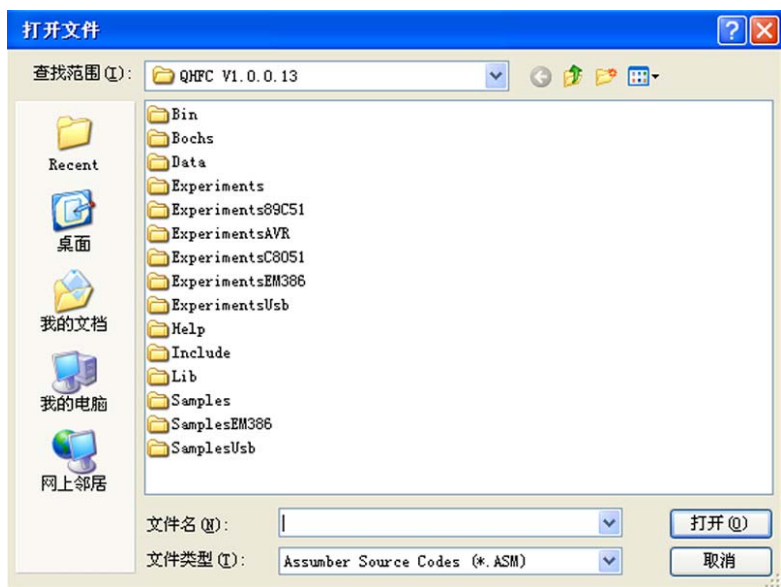 打开文件
查找范围(I): QHFC V1.0.0.13
Bin
Bochs
Data
Experiments
Experiments89C51
ExperimentsAVR
ExperimentsC8051
ExperimentsEM386
ExperimentsUsb
Help
Include
Lib
Samples
SamplesEM386
SamplesUsb
Recent
桌面
我的文档
我的电脑
网上邻居
文件名(N): 打开(O)
文件类型(T): Assumber Source Codes (*.ASM) 取消